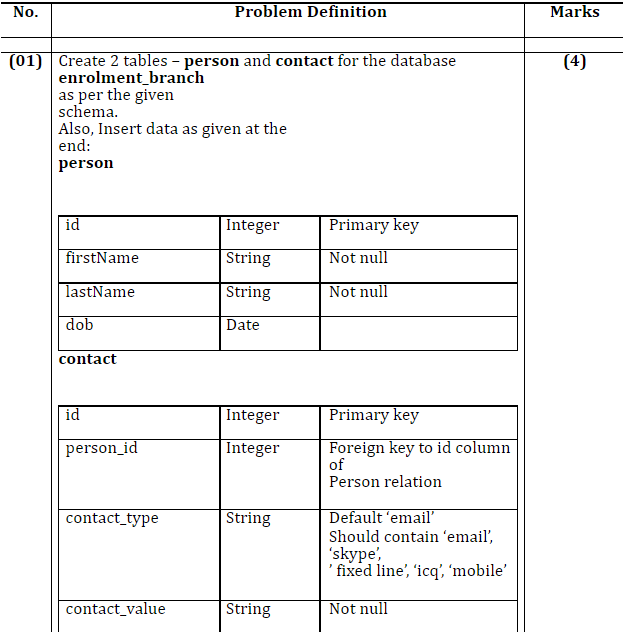 No. Problem Definition Marks
(01) Create 2 tables – person and contact for the database (4)
enrolment_branch
as per the given
schema.
Also, Insert data as given at the
end:
person
id Integer Primary key
firstName String Not null
lastName String Not null
dob Date
contact
id Integer Primary key
person_id Integer Foreign key to id column
of
Person relation
contact_type String Default ‘email’
Should contain ‘email’,
‘skype’,
’ fixed line’, ‘icq’, ‘mobile’
contact_value String Not null